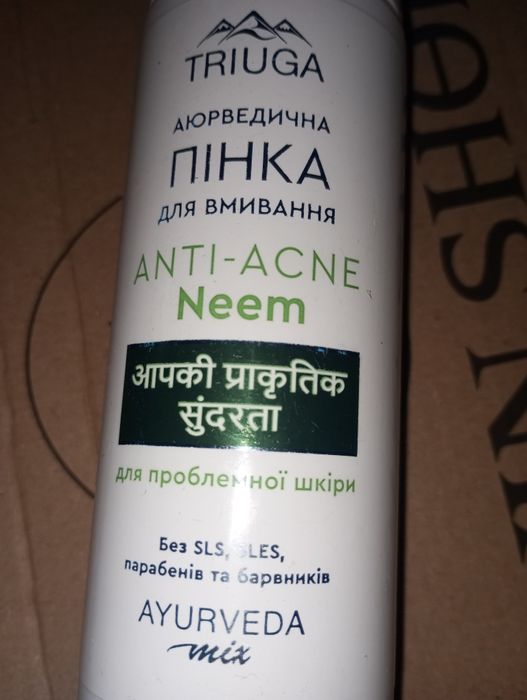 TRIUGA
АЮРВЕДИЧНА
ПІНКА
ДЛЯ ВМИВАННЯ
ANTI-ACNE
Neem
आपकी प्राकृतिक
सुंदरता
для проблемної шкіри
Без SLS, SLES,
парабенів та барвників
AYURVEDA
mix